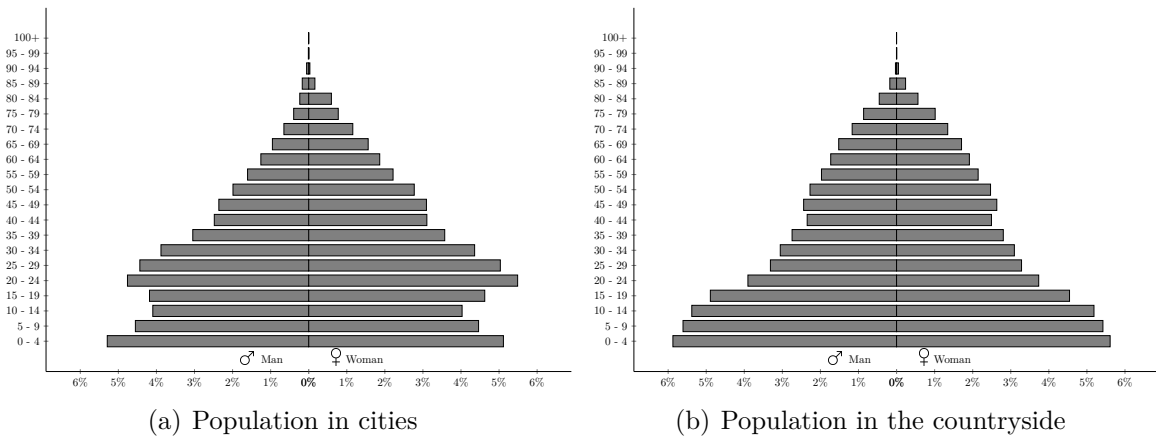 100+
95 - 99
90 - 94
85 - 89
80 - 84
75 - 79
70 - 74
65 - 69
60 - 64
55 - 59
50 - 54
45 - 49
40 - 44
35 - 39
30 - 34
25 - 29
20 - 24
15 - 19
10 - 14
5 - 9
0 - 4
♂ Man ♀ Woman
6% 5% 4% 3% 2% 1% 0% 1% 2% 3% 4% 5% 6%
(a) Population in cities
100+
95 - 99
90 - 94
85 - 89
80 - 84
75 - 79
70 - 74
65 - 69
60 - 64
55 - 59
50 - 54
45 - 49
40 - 44
35 - 39
30 - 34
25 - 29
20 - 24
15 - 19
10 - 14
5 - 9
0 - 4
♂ Man ♀ Woman
6% 5% 4% 3% 2% 1% 0% 1% 2% 3% 4% 5% 6%
(b) Population in the countryside